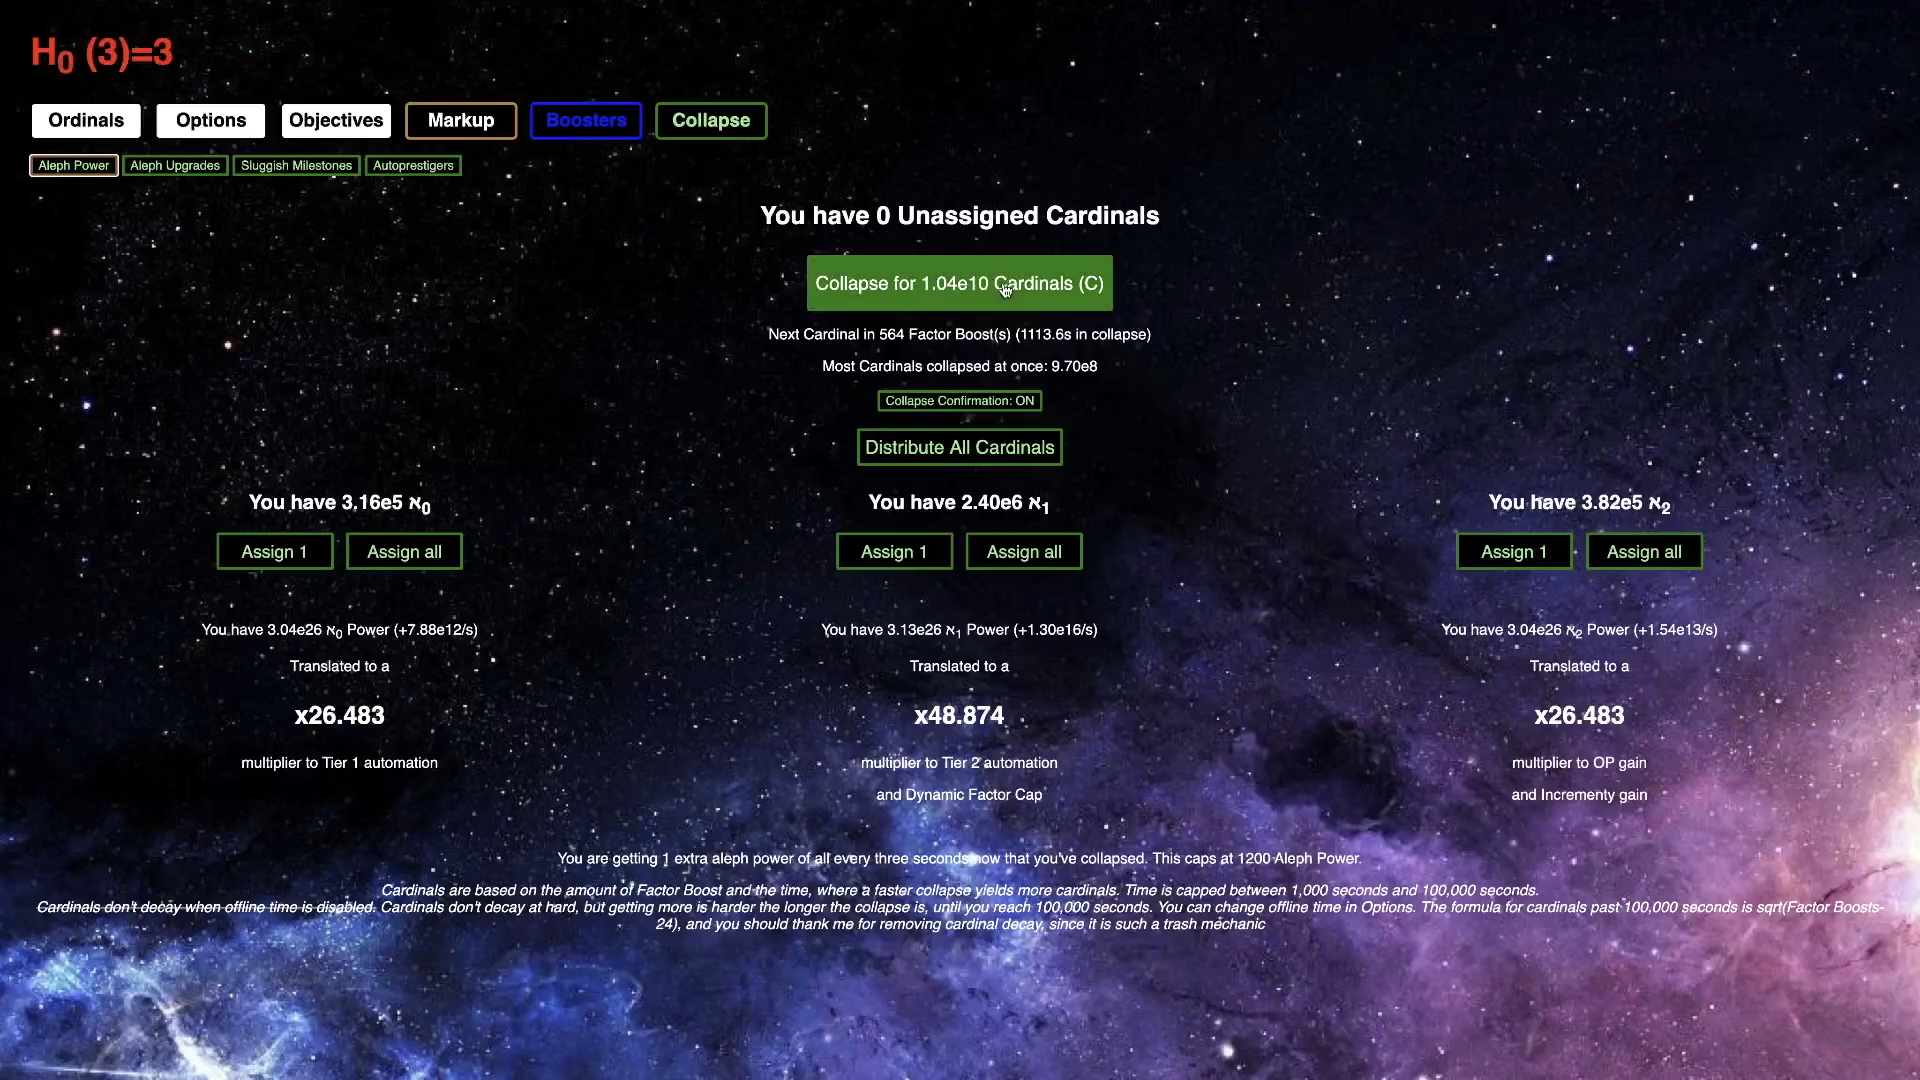 H0 (3)=3
Ordinals Options Objectives Markup Boosters Collapse
Aleph Power Aleph Upgrades Sluggish Milestones Autoprestigers
You have 0 Unassigned Cardinals
Collapse for 1.04e10 Cardinals (C)
Next Cardinal in 564 Factor Boost(s) (1113.6s in collapse)
Most Cardinals collapsed at once: 9.70e8
Collapse Confirmation: ON
Distribute All Cardinals
You have 3.16e5 ℵ0 You have 2.40e6 ℵ1 You have 3.82e5 ℵ2
Assign 1 Assign all Assign 1 Assign all Assign 1 Assign all
You have 3.04e26 ℵ0 Power (+7.88e12/s) You have 3.13e26 ℵ1 Power (+1.30e16/s) You have 3.04e26 ℵ2 Power (+1.54e13/s)
Translated to a Translated to a Translated to a
x26.483 x48.874 x26.483
multiplier to Tier 1 automation multiplier to Tier 2 automation multiplier to OP gain
and Dynamic Factor Cap and Incrementy gain
You are getting 1 extra aleph power of all every three seconds now that you've collapsed. This caps at 1200 Aleph Power.
Cardinals are based on the amount of Factor Boost and the time, where a faster collapse yields more cardinals. Time is capped between 1,000 seconds and 100,000 seconds.
Cardinals don't decay when offline time is disabled. Cardinals don't decay at hard, but getting more is harder the longer the collapse is, until you reach 100,000 seconds. You can change offline time in Options. The formula for cardinals past 100,000 seconds is sqrt(Factor Boosts-
24), and you should thank me for removing cardinal decay, since it is such a trash mechanic